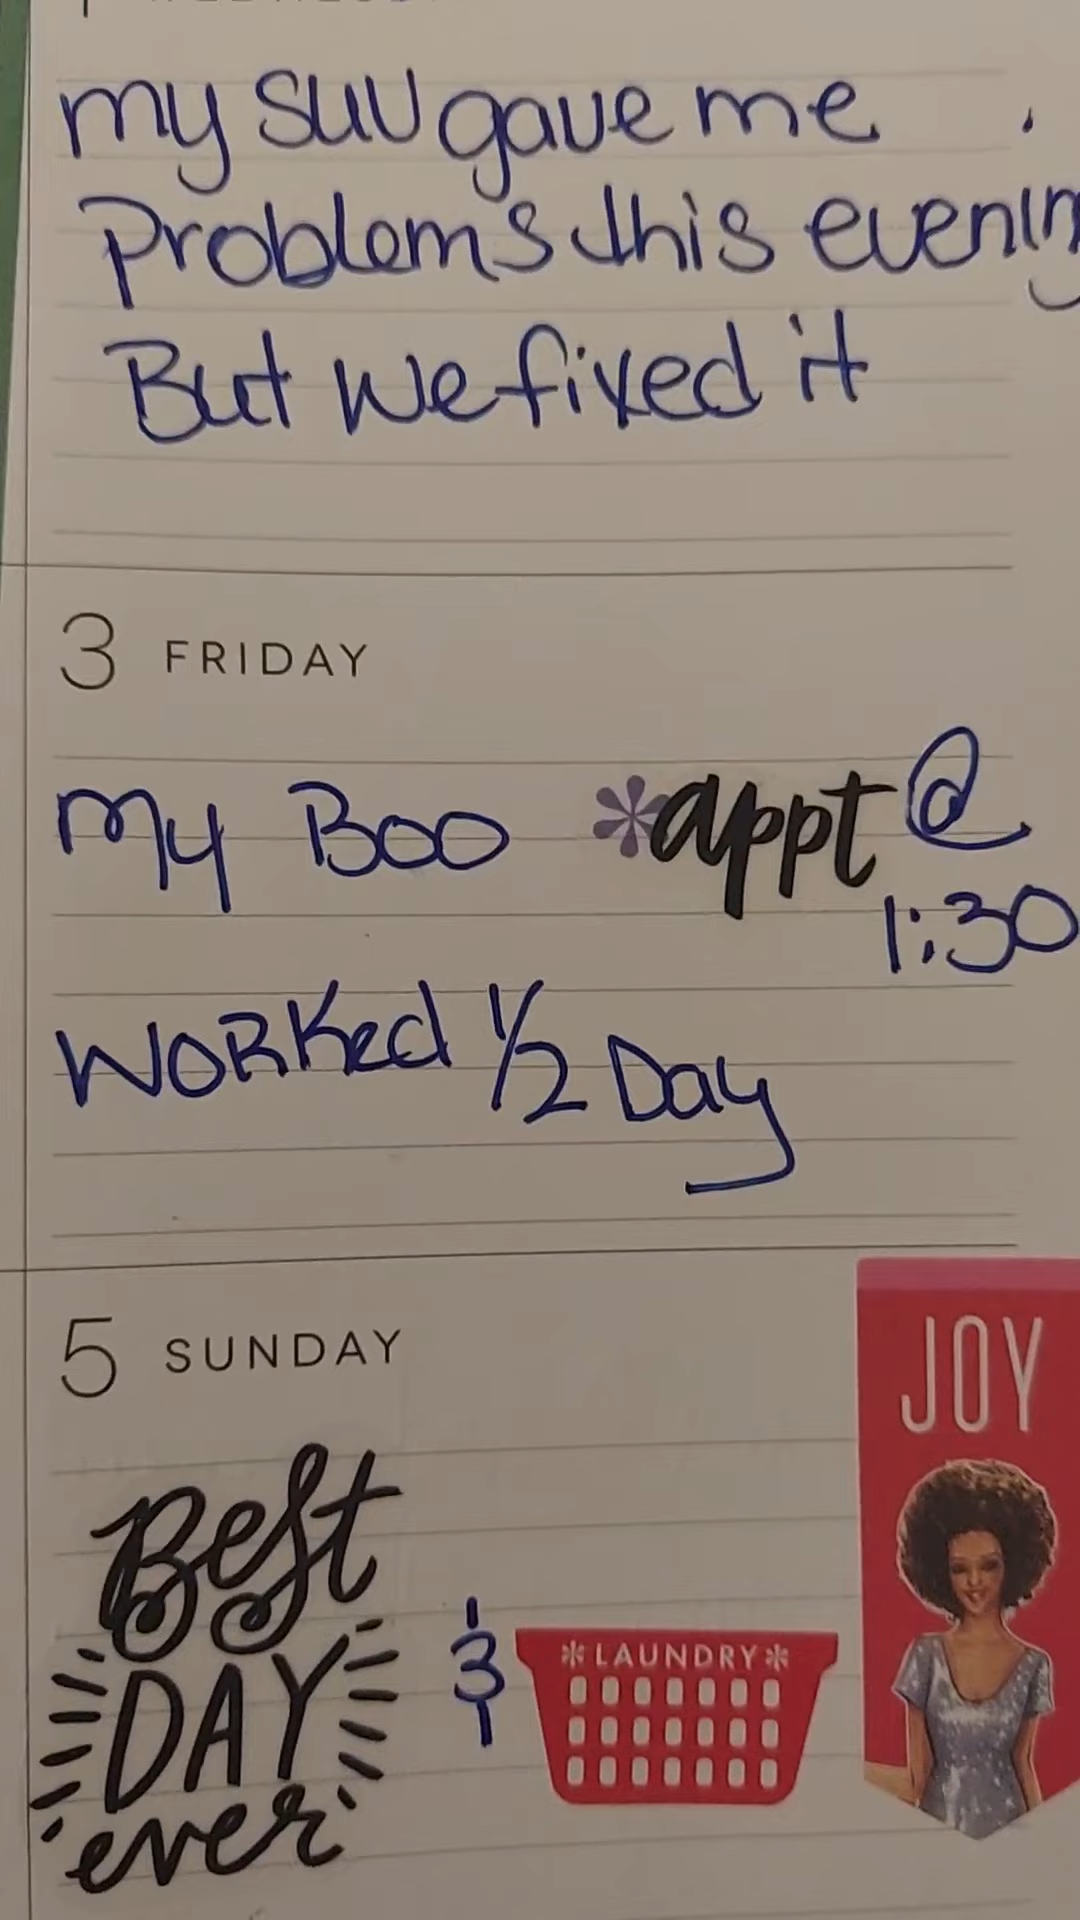 my SUV gave me
Problems this evenin
But we fixed it
3 FRIDAY
My Boo *appt @
1:30
WORKed 1/2 Day
5 SUNDAY
JOY
Best
DAY
ever
&
*LAUNDRY*